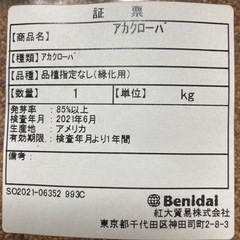 証　票
【商品名】 アカクローバ
【種類】 アカクローバ
【品種】 品種指定なし(緑化用)
【数量】 1 【単位】 kg
発芽率 : 85%以上
検査年月 : 2021年6月
生産地 : アメリカ
有効期限 : 検査年月より1年間
備考 :
SO2021-06352 993C
Benidai
紅大貿易株式会社
東京都千代田区神田司町2-8-3